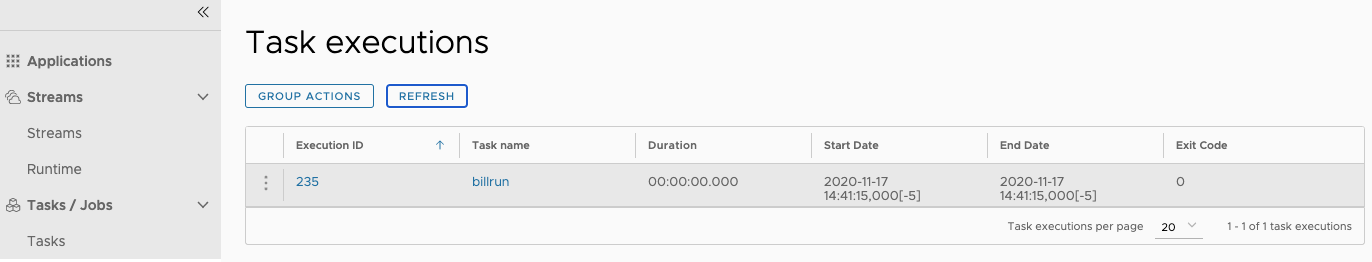 Applications
Streams
Streams
Runtime
Tasks / Jobs
Tasks
Task executions
GROUP ACTIONS REFRESH
Execution ID Task name Duration Start Date End Date Exit Code
235 billrun 00:00:00.000 2020-11-17 2020-11-17 0
14:41:15,000[-5] 14:41:15,000[-5]
Task executions per page 20 1 - 1 of 1 task executions